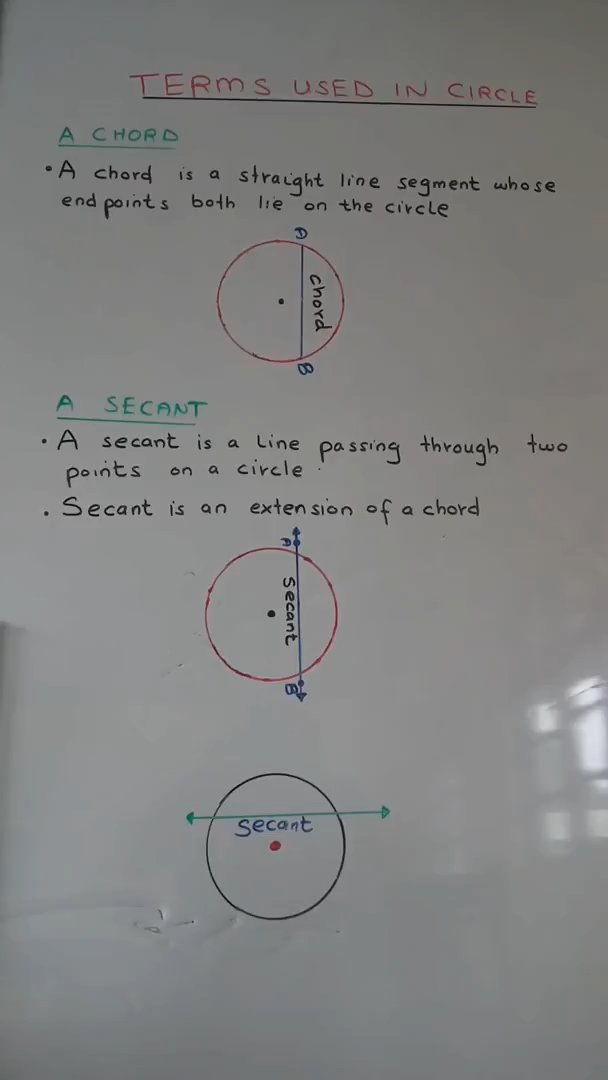 TERMS USED IN CIRCLE
A CHORD
• A chord is a straight line segment whose
end points both lie on the circle
A
chord
B
A SECANT
• A secant is a line passing through two
points on a circle.
• Secant is an extension of a chord
A
Secant
B
Secant